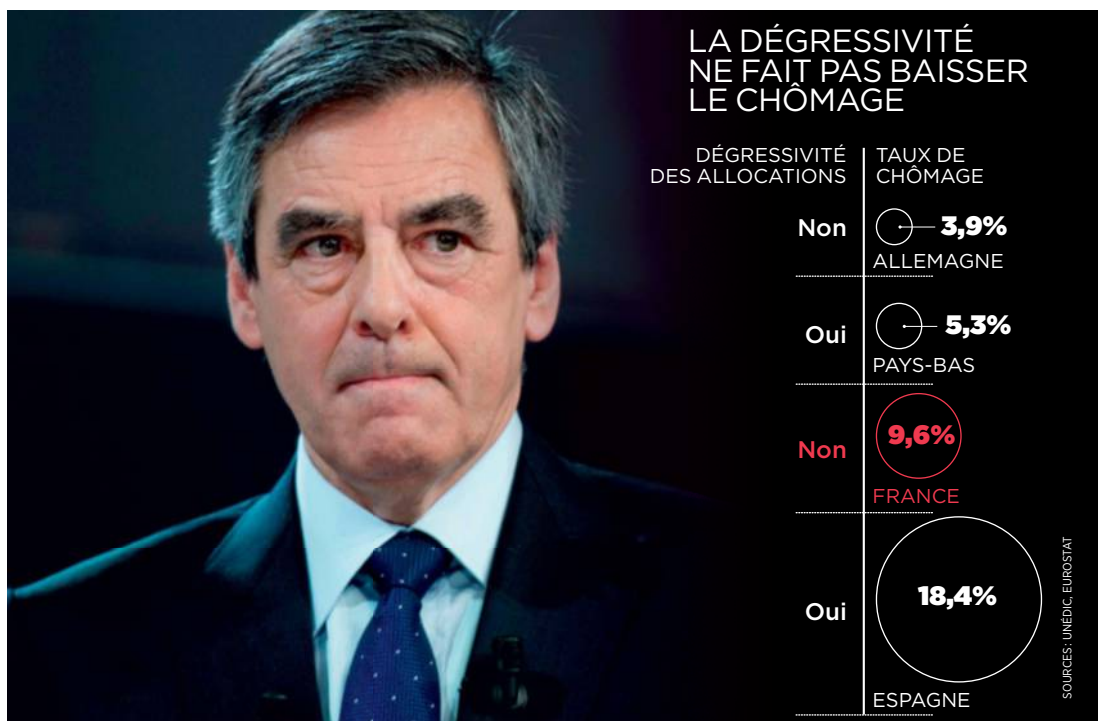 LA DÉGRESSIVITÉ
NE FAIT PAS BAISSER
LE CHÔMAGE
DÉGRESSIVITÉ
DES ALLOCATIONS
TAUX DE
CHÔMAGE
Non
3,9%
ALLEMAGNE
Oui
5,3%
PAYS-BAS
Non
9,6%
FRANCE
Oui
18,4%
ESPAGNE
SOURCES: UNÉDIC, EUROSTAT